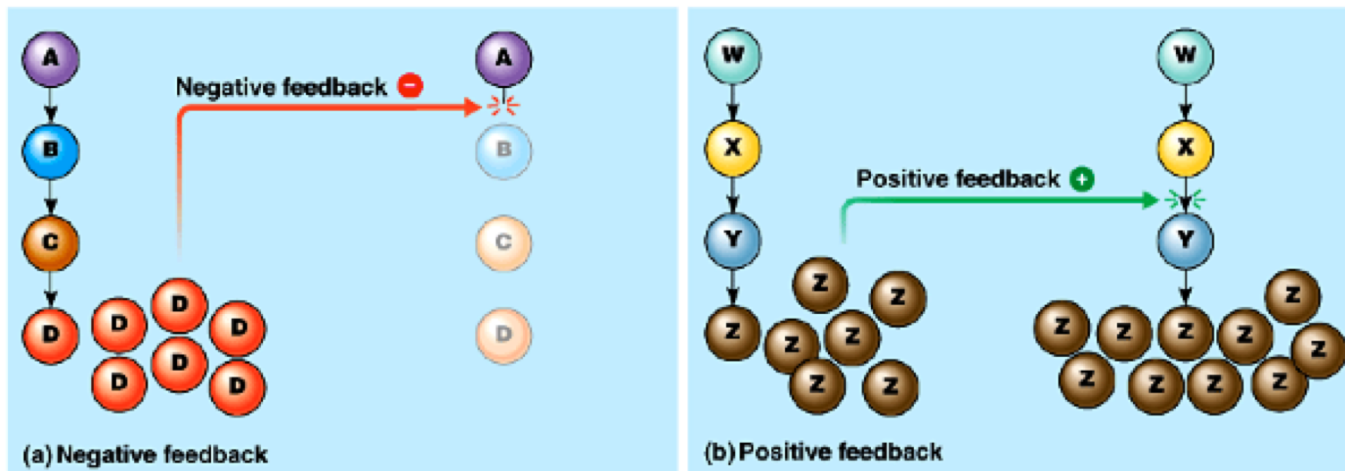 A
B
C
D
D
D
D
D
D
D
Negative feedback −
A
B
C
D
(a) Negative feedback
W
X
Y
Z
Z
Z
Z
Z
Z
Z
Positive feedback +
W
X
Y
Z
Z
Z
Z
Z
Z
Z
Z
Z
Z
(b) Positive feedback